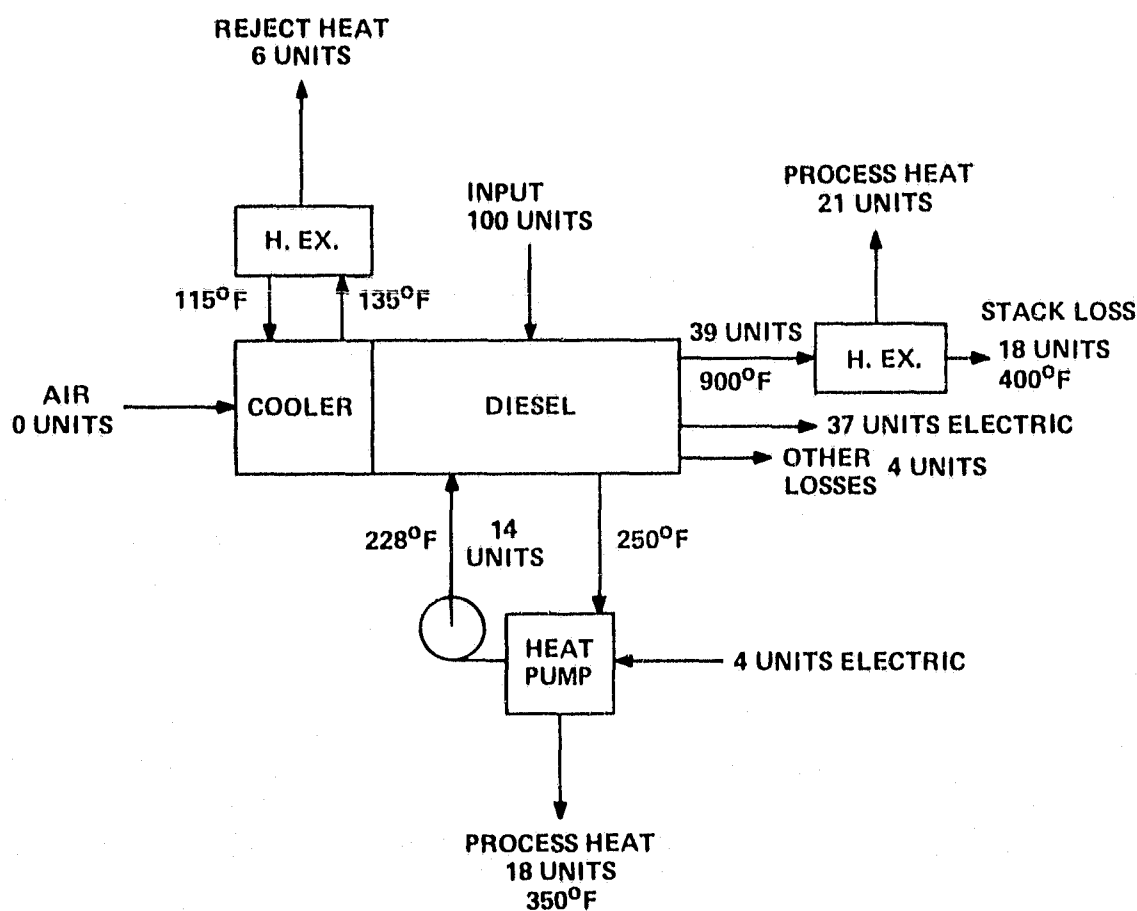 REJECT HEAT
6 UNITS
H. EX.
115°F
135°F
INPUT
100 UNITS
PROCESS HEAT
21 UNITS
AIR
0 UNITS
COOLER
DIESEL
39 UNITS
900°F
H. EX.
STACK LOSS
18 UNITS
400°F
37 UNITS ELECTRIC
OTHER 4 UNITS
LOSSES
228°F
14
UNITS
250°F
HEAT
PUMP
4 UNITS ELECTRIC
PROCESS HEAT
18 UNITS
350°F